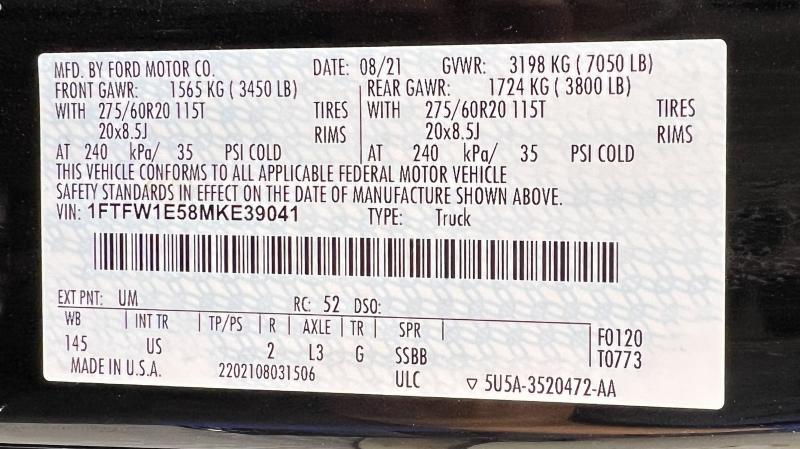 MFD. BY FORD MOTOR CO. DATE: 08/21 GVWR: 3198 KG ( 7050 LB)
FRONT GAWR: 1565 KG ( 3450 LB) REAR GAWR: 1724 KG ( 3800 LB)
WITH 275/60R20 115T TIRES WITH 275/60R20 115T TIRES
20x8.5J RIMS 20x8.5J RIMS
AT 240 kPa/ 35 PSI COLD AT 240 kPa/ 35 PSI COLD
THIS VEHICLE CONFORMS TO ALL APPLICABLE FEDERAL MOTOR VEHICLE
SAFETY STANDARDS IN EFFECT ON THE DATE OF MANUFACTURE SHOWN ABOVE.
VIN: 1FTFW1E58MKE39041 TYPE: Truck
EXT PNT: UM RC: 52 DSO:
WB INT TR TP/PS R AXLE TR SPR F0120
145 US 2 L3 G SSBB T0773
MADE IN U.S.A. 2202108031506 ULC ▽ 5U5A-3520472-AA